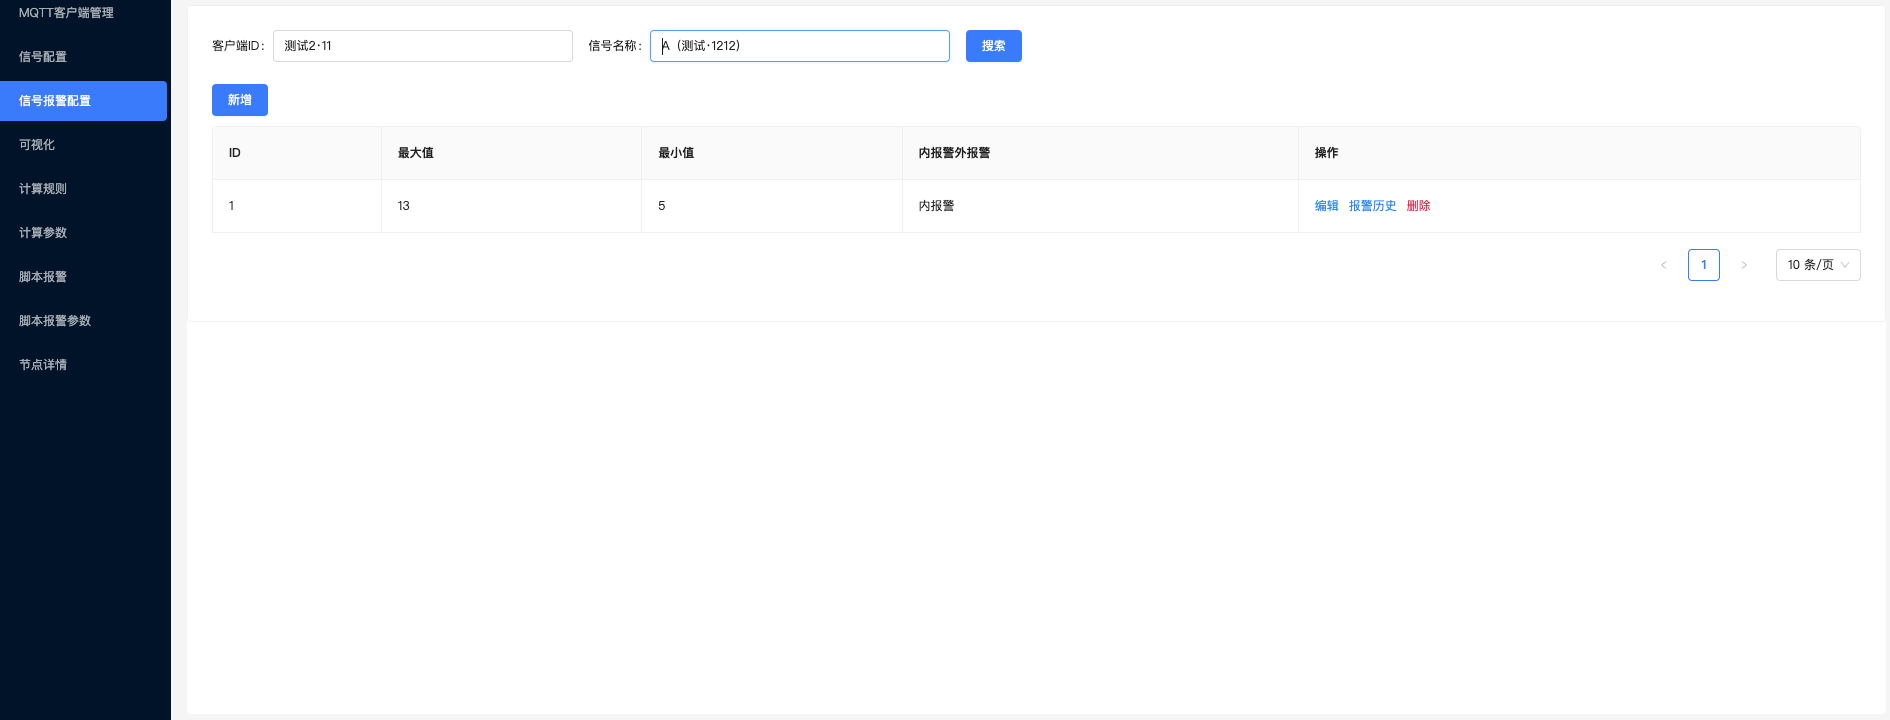 MQTT客户端管理
信号配置
信号报警配置
可视化
计算规则
计算参数
脚本报警
脚本报警参数
节点详情
客户端ID： 测试2·11 信号名称： A（测试·1212） 搜索
新增
ID 最大值 最小值 内报警外报警 操作
1 13 5 内报警 编辑 报警历史 删除
< 1 > 10 条/页